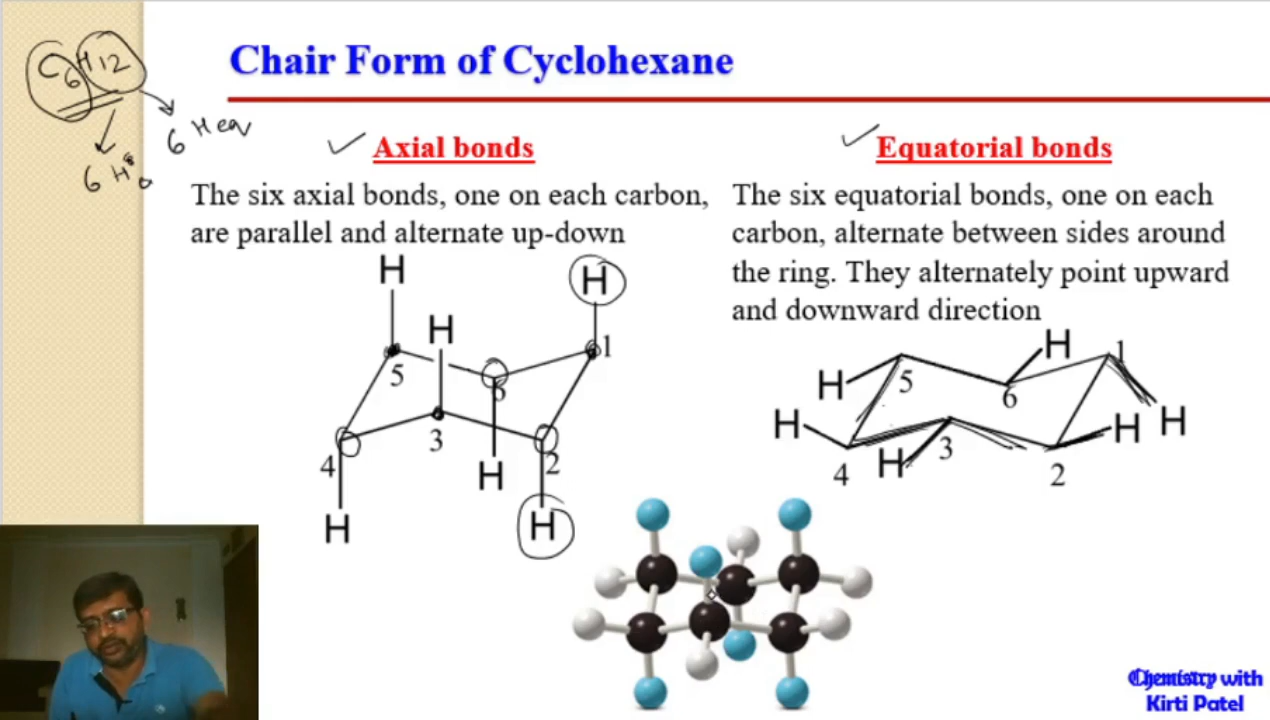 C6H12
6 Heq
6 H's a
Chair Form of Cyclohexane
Axial bonds
The six axial bonds, one on each carbon,
are parallel and alternate up-down
H
H
H
1
5
6
3
4
2
H
H
H
Equatorial bonds
The six equatorial bonds, one on each
carbon, alternate between sides around
the ring. They alternately point upward
and downward direction
H
1
H
5
6
H
H
H
3
H
4
2
Chemistry with
Kirti Patel